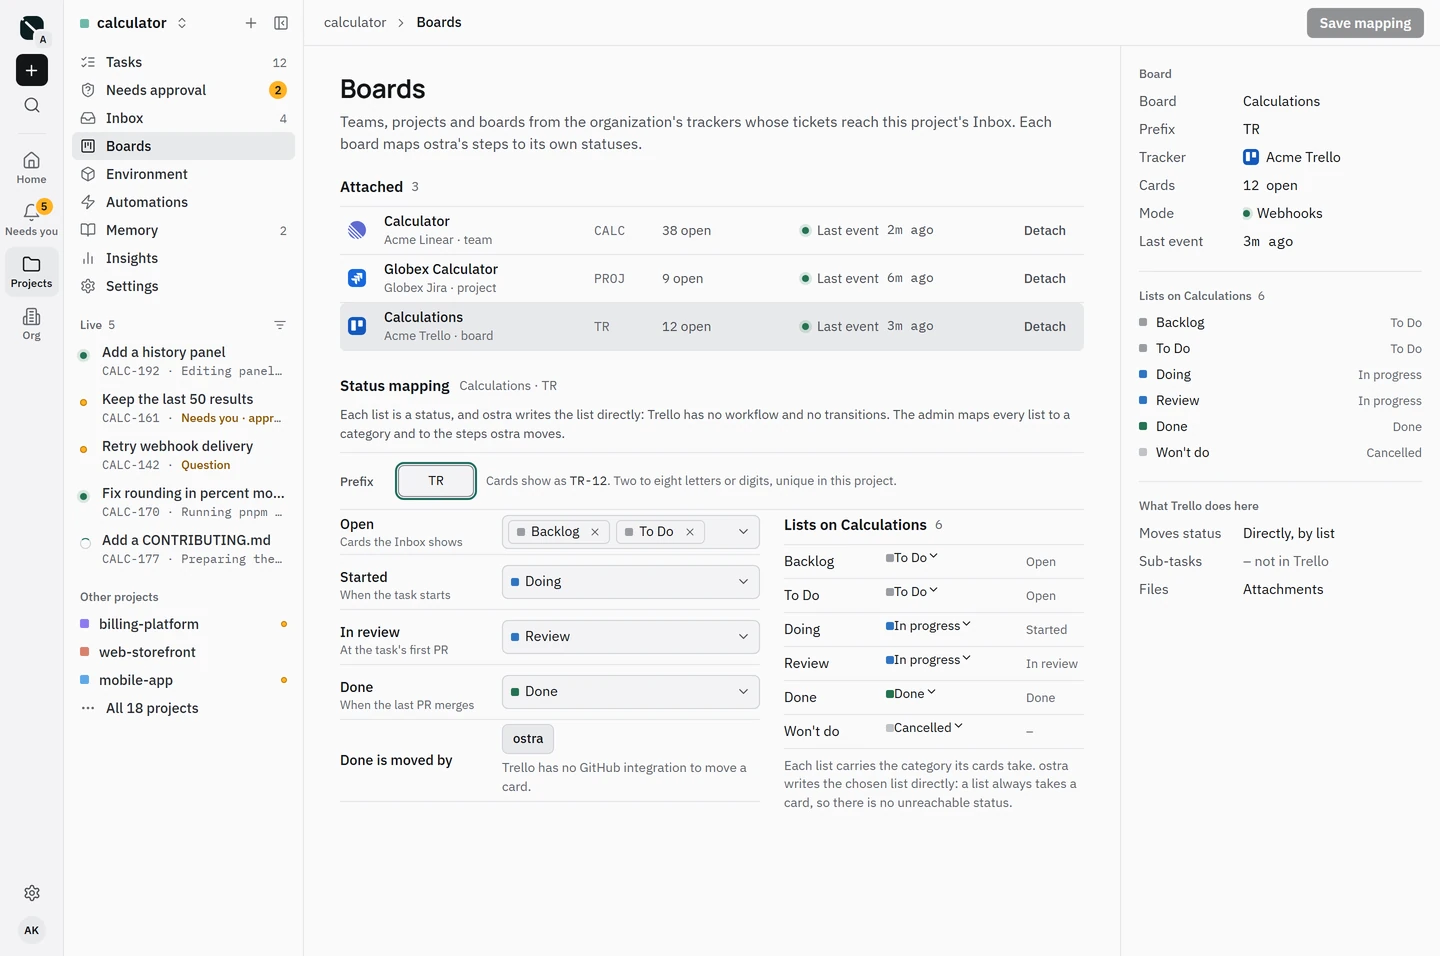 A
Home
5
Needs you
Projects
Org
AK
calculator
Tasks 12
Needs approval 2
Inbox 4
Boards
Environment
Automations
Memory 2
Insights
Settings
Live 5
Add a history panel
CALC-192 · Editing panel…
Keep the last 50 results
CALC-161 · Needs you · appr…
Retry webhook delivery
CALC-142 · Question
Fix rounding in percent mo…
CALC-170 · Running pnpm …
Add a CONTRIBUTING.md
CALC-177 · Preparing the…
Other projects
billing-platform
web-storefront
mobile-app
All 18 projects
calculator > Boards
Save mapping
Boards
Teams, projects and boards from the organization's trackers whose tickets reach this project's Inbox. Each
board maps ostra's steps to its own statuses.
Attached 3
Calculator
Acme Linear · team
CALC 38 open Last event 2m ago Detach
Globex Calculator
Globex Jira · project
PROJ 9 open Last event 6m ago Detach
Calculations
Acme Trello · board
TR 12 open Last event 3m ago Detach
Status mapping Calculations · TR
Each list is a status, and ostra writes the list directly: Trello has no workflow and no transitions. The admin maps every list to a
category and to the steps ostra moves.
Prefix TR Cards show as TR-12. Two to eight letters or digits, unique in this project.
Open
Cards the Inbox shows
Backlog × To Do ×
Started
When the task starts
Doing
In review
At the task's first PR
Review
Done
When the last PR merges
Done
Done is moved by
ostra
Trello has no GitHub integration to move a
card.
Lists on Calculations 6
Backlog To Do Open
To Do To Do Open
Doing In progress Started
Review In progress In review
Done Done Done
Won't do Cancelled –
Each list carries the category its cards take. ostra
writes the chosen list directly: a list always takes a
card, so there is no unreachable status.
Board
Board Calculations
Prefix TR
Tracker Acme Trello
Cards 12 open
Mode Webhooks
Last event 3m ago
Lists on Calculations 6
Backlog To Do
To Do To Do
Doing In progress
Review In progress
Done Done
Won't do Cancelled
What Trello does here
Moves status Directly, by list
Sub-tasks – not in Trello
Files Attachments